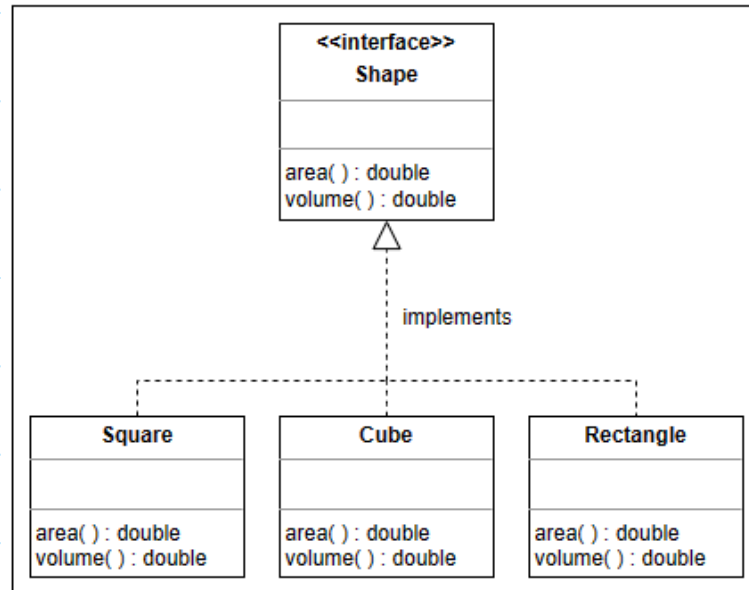 <<interface>>
Shape
area( ) : double
volume( ) : double
implements
Square
area( ) : double
volume( ) : double
Cube
area( ) : double
volume( ) : double
Rectangle
area( ) : double
volume( ) : double